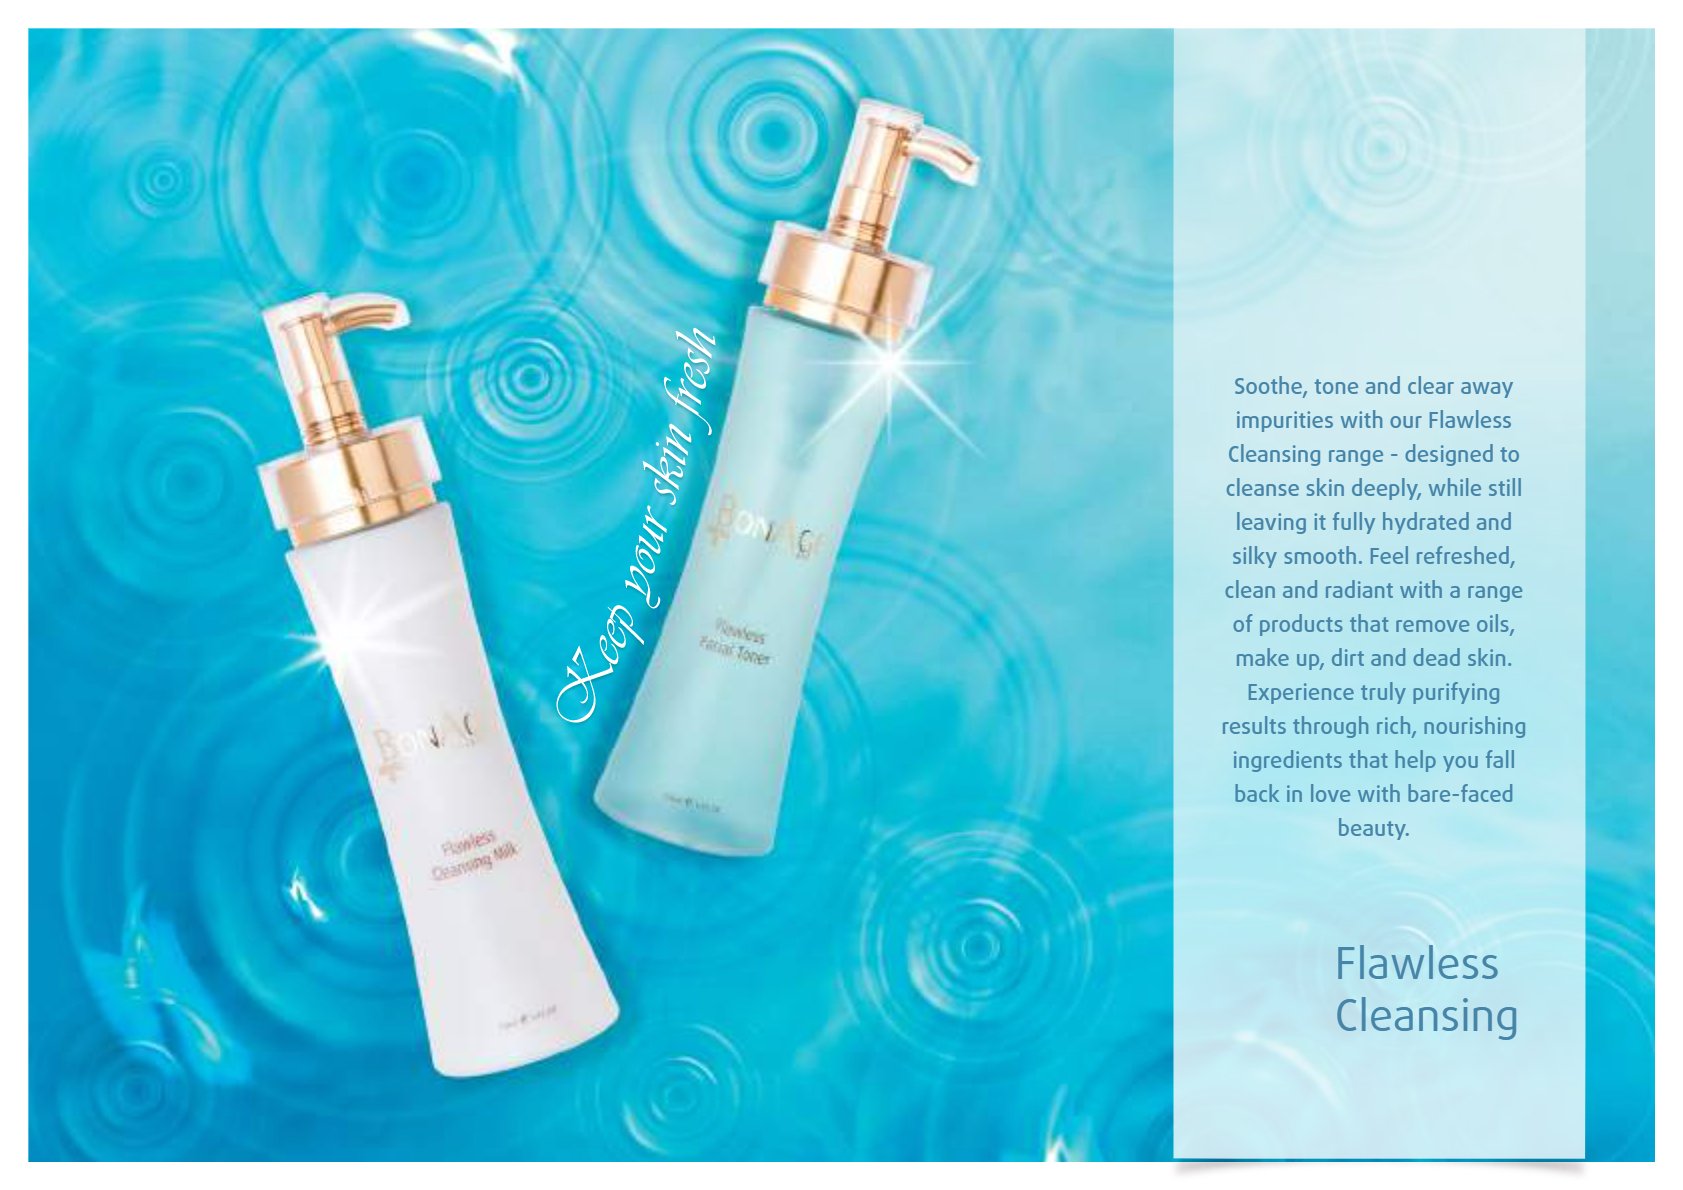 Keep your skin fresh
BonAge
Flawless
Facial Toner
Flawless
Cleansing Milk
Soothe, tone and clear away
impurities with our Flawless
Cleansing range - designed to
cleanse skin deeply, while still
leaving it fully hydrated and
silky smooth. Feel refreshed,
clean and radiant with a range
of products that remove oils,
make up, dirt and dead skin.
Experience truly purifying
results through rich, nourishing
ingredients that help you fall
back in love with bare-faced
beauty.
Flawless
Cleansing